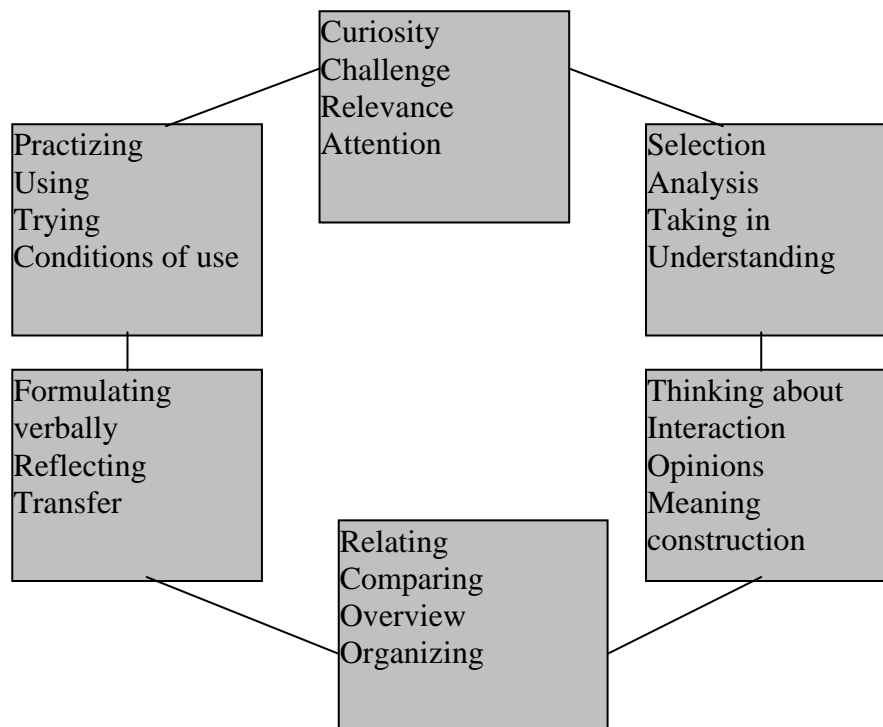 Curiosity
Challenge
Relevance
Attention
Practizing
Using
Trying
Conditions of use
Selection
Analysis
Taking in
Understanding
Formulating
verbally
Reflecting
Transfer
Thinking about
Interaction
Opinions
Meaning
construction
Relating
Comparing
Overview
Organizing